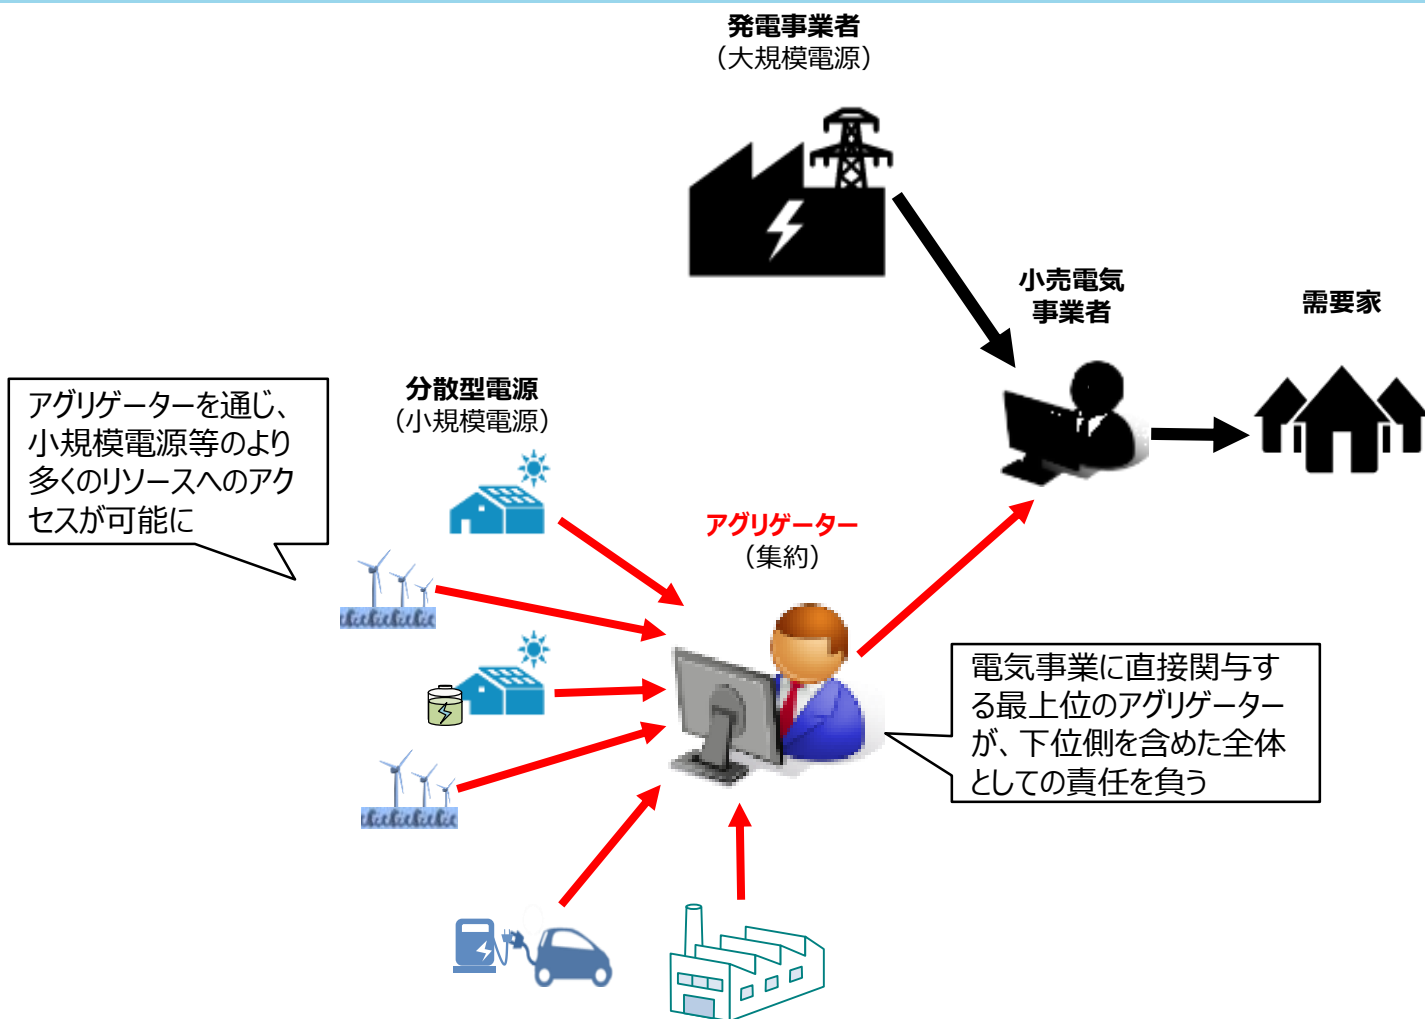 発電事業者
（大規模電源）
小売電気
事業者
需要家
アグリゲーターを通じ、
小規模電源等のより
多くのリソースへのアク
セスが可能に
分散型電源
（小規模電源）
アグリゲーター
（集約）
電気事業に直接関与す
る最上位のアグリゲーター
が、下位側を含めた全体
としての責任を負う